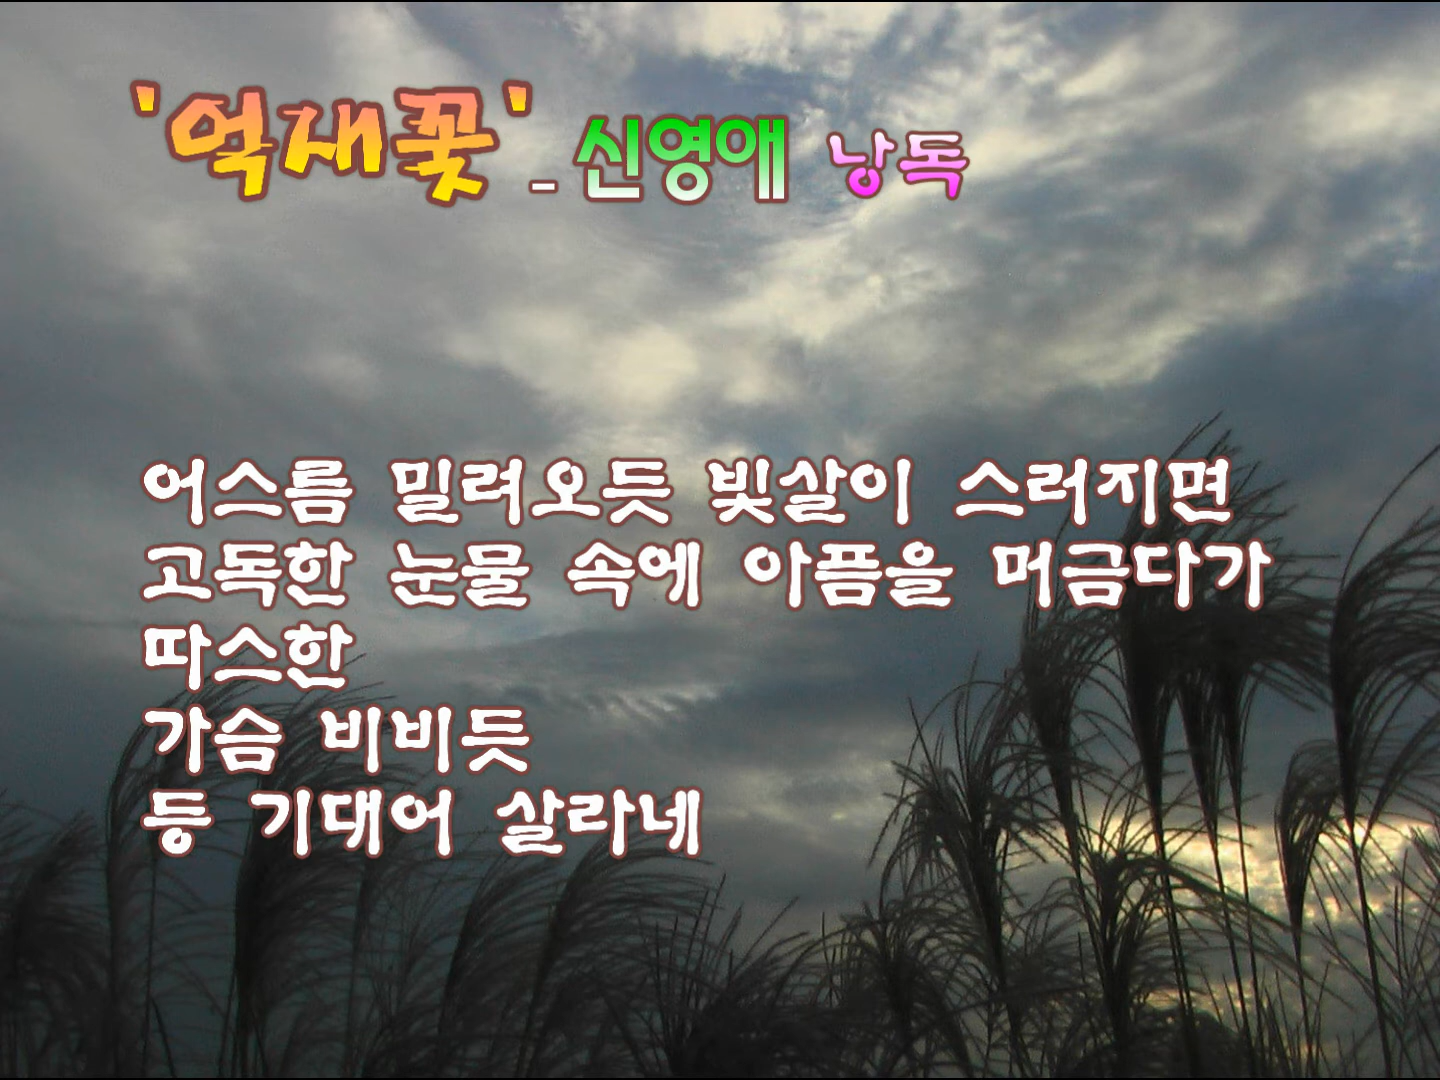 '억새꽃' - 신영애 낭독
어스름 밀려오듯 빛살이 스러지면
고독한 눈물 속에 아픔을 머금다가
따스한
가슴 비비듯
등 기대어 살라네